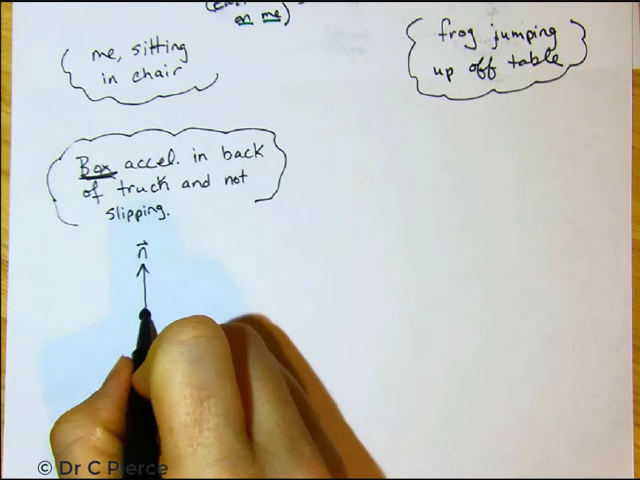 on me)
me, sitting
in chair
frog jumping
up off table
Box accel. in back
of truck and not
slipping.
n⃗
© Dr C Pierce